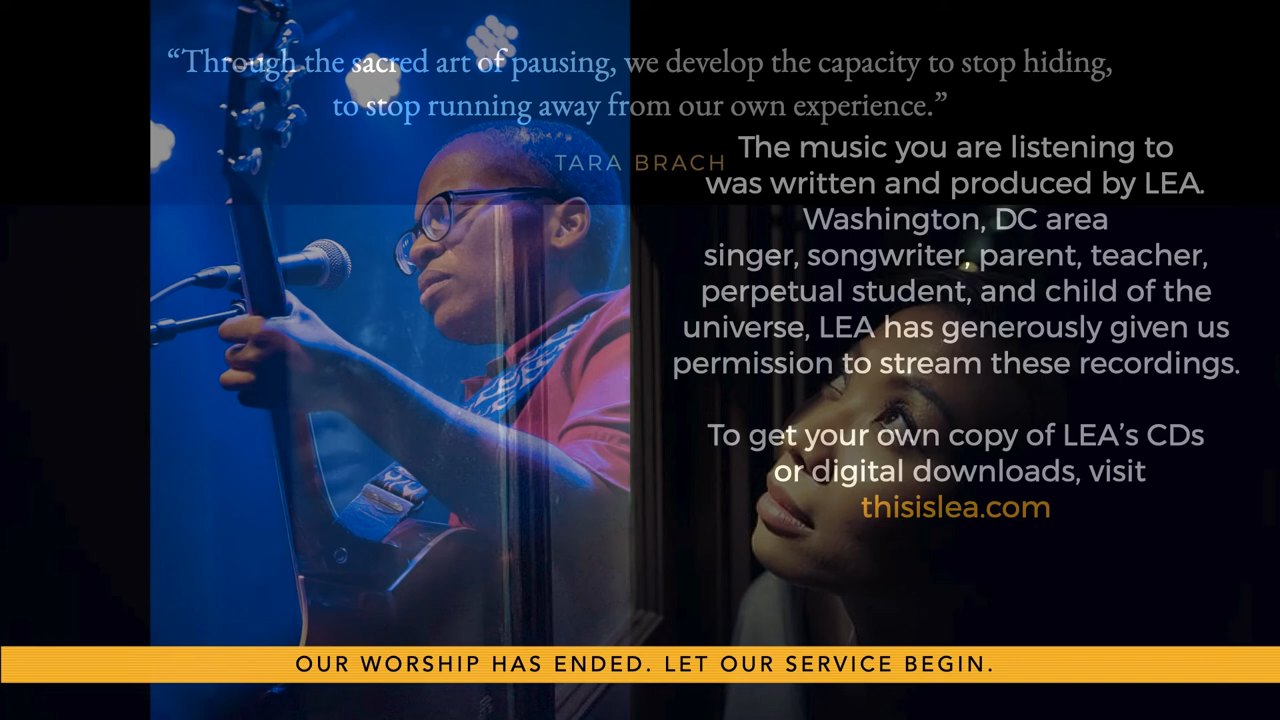 “Through the sacred art of pausing, we develop the capacity to stop hiding,
to stop running away from our own experience.”
TARA BRACH
The music you are listening to
was written and produced by LEA.
Washington, DC area
singer, songwriter, parent, teacher,
perpetual student, and child of the
universe, LEA has generously given us
permission to stream these recordings.
To get your own copy of LEA’s CDs
or digital downloads, visit
thisislea.com
OUR WORSHIP HAS ENDED. LET OUR SERVICE BEGIN.